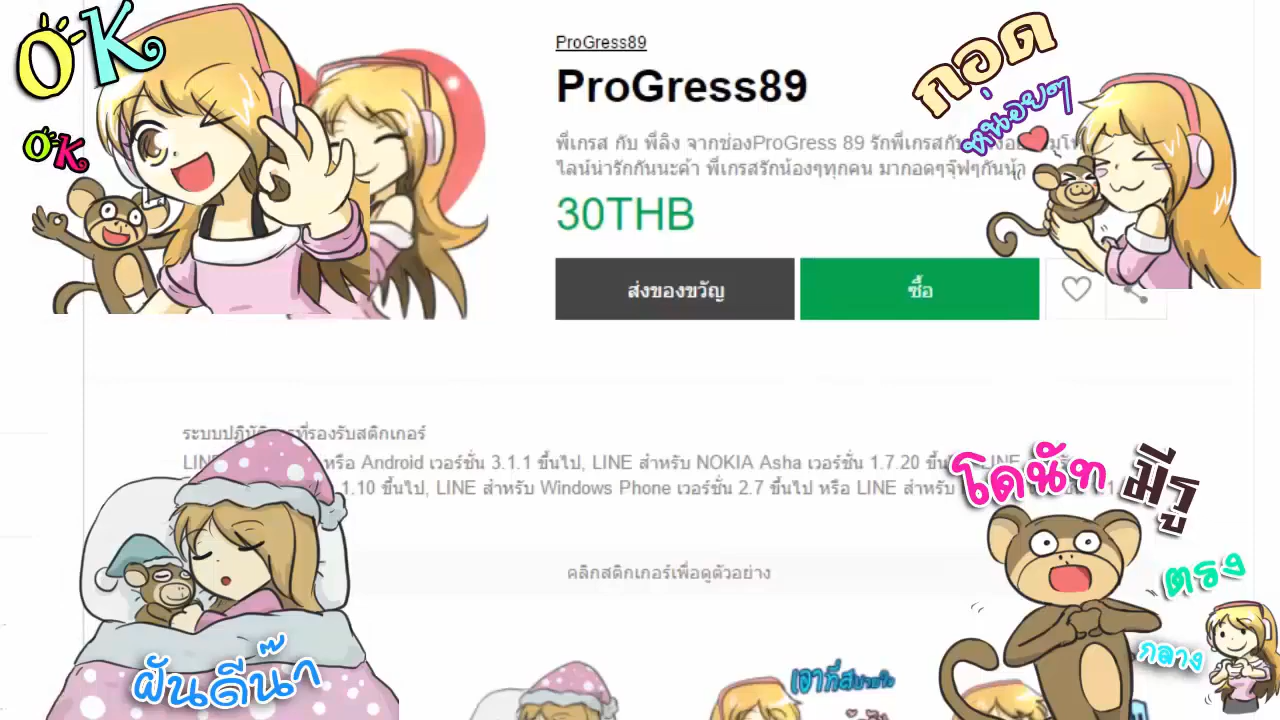 OK
OK
ProGress89
ProGress89
พี่เกรส กับ พี่ลิง จากช่องProGress 89 รักพี่เกรสกับ
ไลน์น่ารักกันนะค้า พี่เกรสรักน้องๆทุกคน มากอดๆจุ๊ฟๆกันน้า
30THB
ส่งของขวัญ
ซื้อ
กอด
หน่อยๆ
ระบบปฏิบัติการที่รองรับสติกเกอร์
หรือ Android เวอร์ชั่น 3.1.1 ขึ้นไป, LINE สำหรับ NOKIA Asha เวอร์ชั่น 1.7.20
1.10 ขึ้นไป, LINE สำหรับ Windows Phone เวอร์ชั่น 2.7 ขึ้นไป หรือ LINE สำหรับ
คลิกสติกเกอร์เพื่อดูตัวอย่าง
โดนัท มีรู
ตรง
กลาง
ฝันดีน๊า